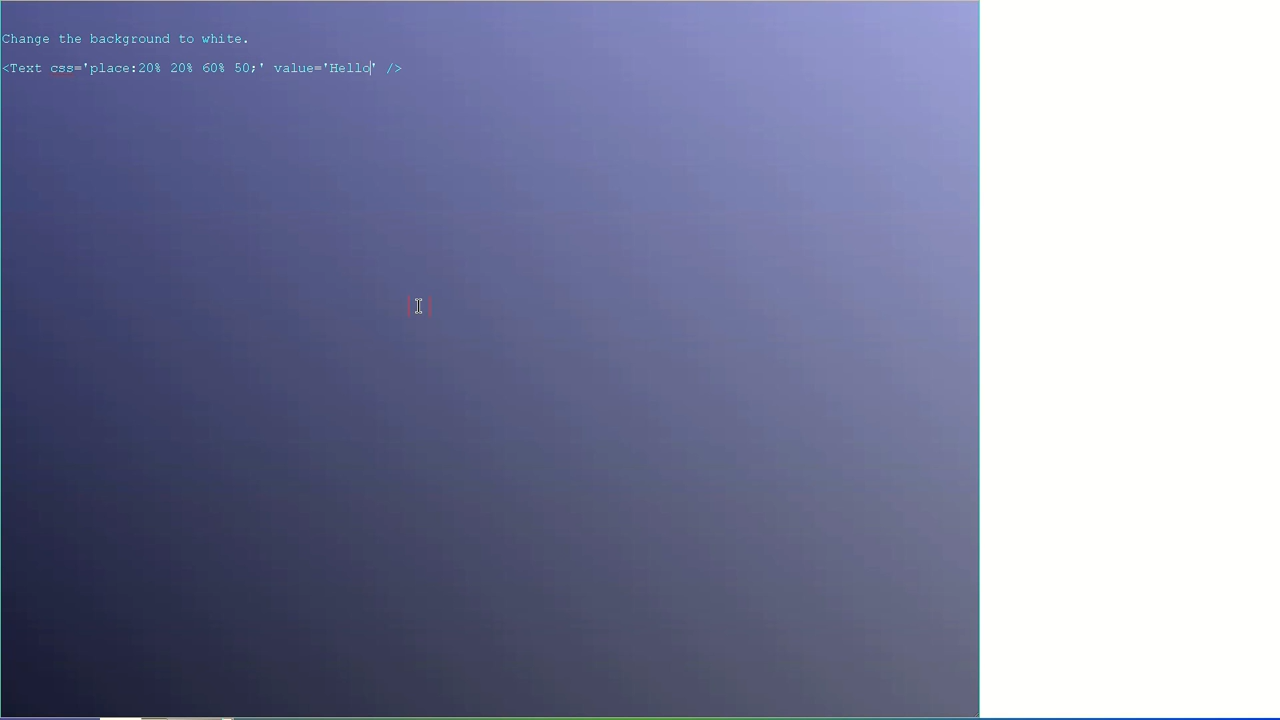 Change the background to white.
<Text css='place:20% 20% 60% 50;' value='Hello' />